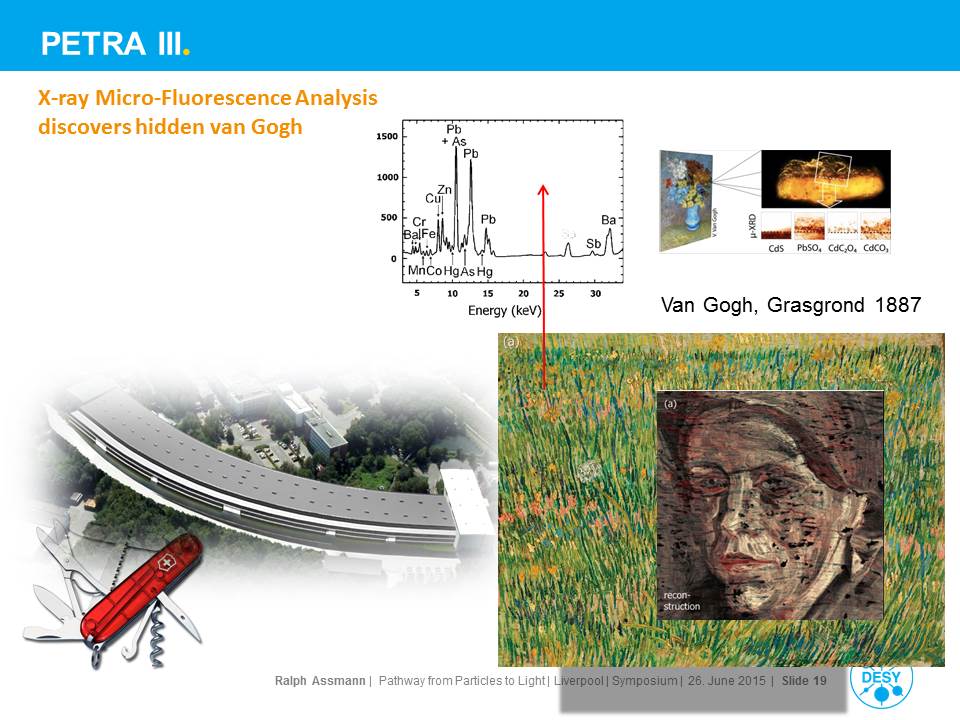 PETRA III.
X-ray Micro-Fluorescence Analysis
discovers hidden van Gogh
1500
1000
500
0
Pb
+ As
Pb
Zn
Cu
Cr
Ba
Fe
Pb
Sb
Ba
Mn
Co
Hg
As
Hg
5 10 15 20 25 30
Energy (keV)
V. Van Gogh
μ-XRD
CdS PbSO₄ CdC₂O₄ CdCO₃
Van Gogh, Grasgrond 1887
(a)
(a)
recon-
struction
Ralph Assmann | Pathway from Particles to Light | Liverpool | Symposium | 26. June 2015 | Slide 19
DESY